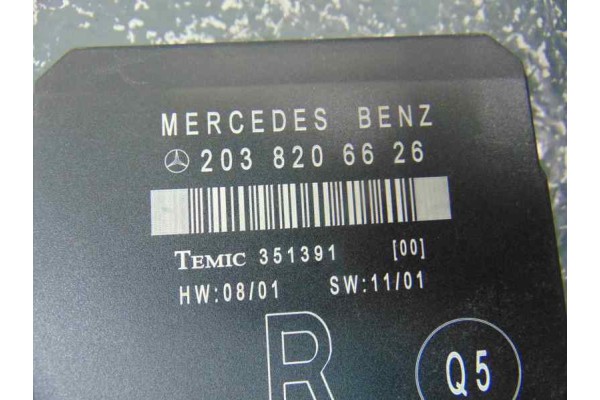 MERCEDES BENZ
203 820 66 26
TEMIC 351391 [00]
HW:08/01 SW:11/01
R
Q5